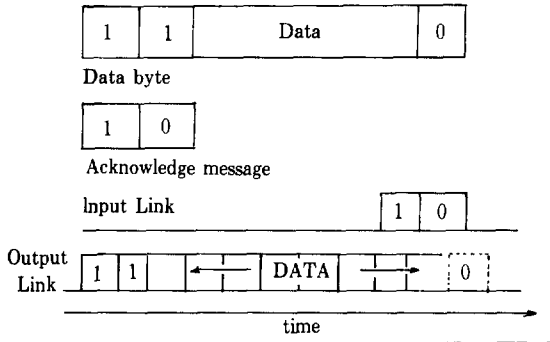 1 1 Data 0
Data byte
1 0
Acknowledge message
Input Link
1 0
Output
Link
1 1 DATA 0
time